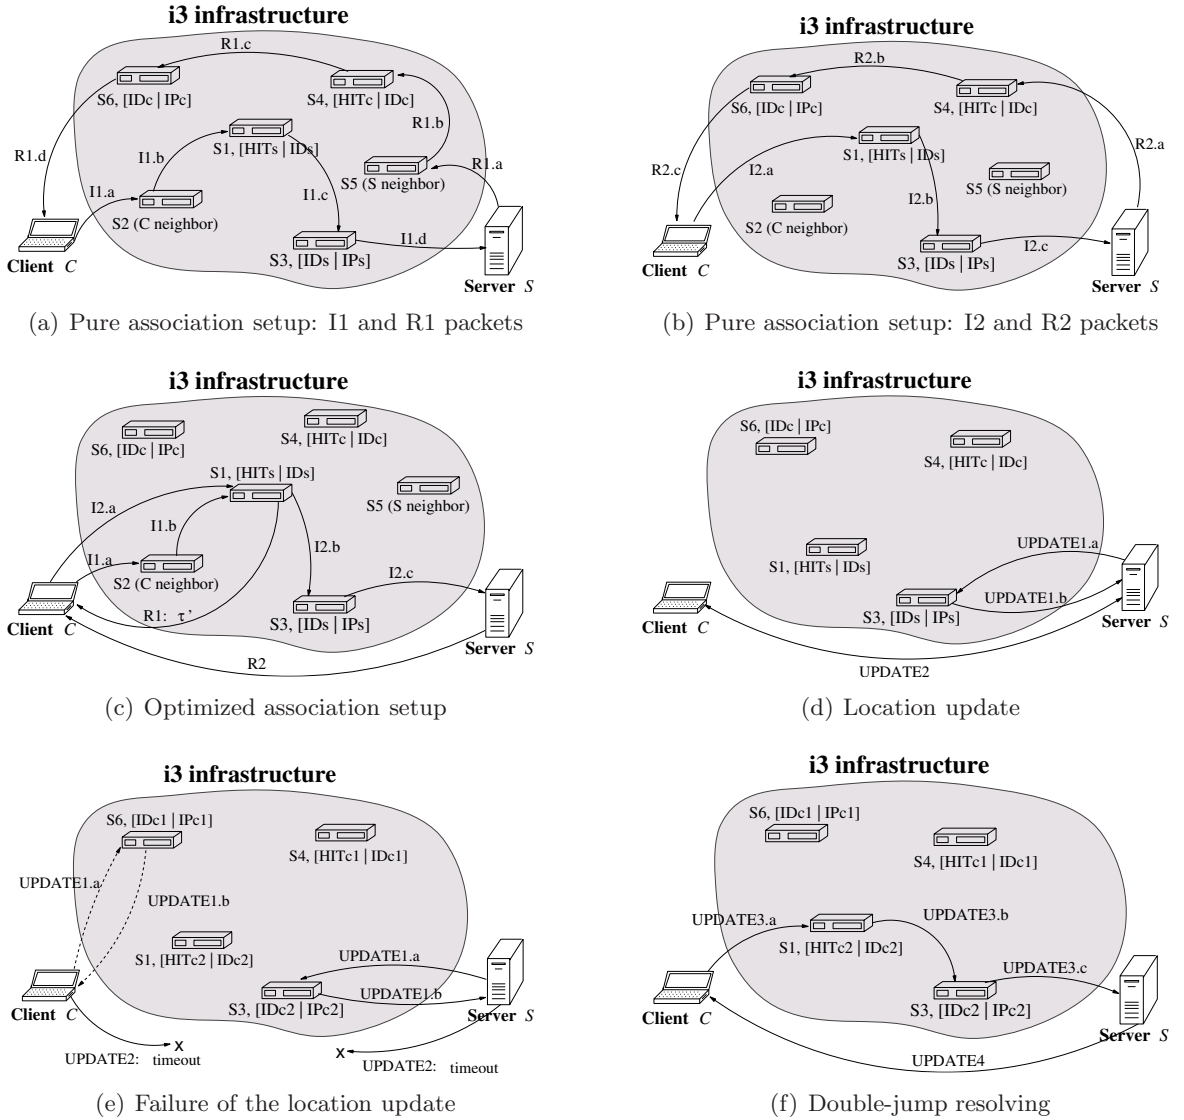 i3 infrastructure
R1.c
S6, [IDc | IPc]
S4, [HITc | IDc]
R1.b
R1.d
I1.b
S1, [HITs | IDs]
R1.a
S5 (S neighbor)
I1.a
I1.c
S2 (C neighbor)
I1.d
S3, [IDs | IPs]
Client C
Server S
(a) Pure association setup: I1 and R1 packets
i3 infrastructure
R2.b
S6, [IDc | IPc]
S4, [HITc | IDc]
R2.a
S1, [HITs | IDs]
R2.c
I2.a
S5 (S neighbor)
I2.b
S2 (C neighbor)
I2.c
S3, [IDs | IPs]
Client C
Server S
(b) Pure association setup: I2 and R2 packets
i3 infrastructure
S6, [IDc | IPc]
S4, [HITc | IDc]
S1, [HITs | IDs]
I2.a
S5 (S neighbor)
I1.b
I2.b
I1.a
S2 (C neighbor)
I2.c
R1: τ'
S3, [IDs | IPs]
Client C
Server S
R2
(c) Optimized association setup
i3 infrastructure
S6, [IDc | IPc]
S4, [HITc | IDc]
UPDATE1.a
S1, [HITs | IDs]
UPDATE1.b
S3, [IDs | IPs]
Client C
Server S
UPDATE2
(d) Location update
i3 infrastructure
S6, [IDc1 | IPc1]
S4, [HITc1 | IDc1]
UPDATE1.a
UPDATE1.b
S1, [HITc2 | IDc2]
UPDATE1.a
UPDATE1.b
S3, [IDc2 | IPc2]
Client C
Server S
x
x
UPDATE2: timeout
UPDATE2: timeout
(e) Failure of the location update
i3 infrastructure
S6, [IDc1 | IPc1]
S4, [HITc1 | IDc1]
UPDATE3.a
UPDATE3.b
S1, [HITc2 | IDc2]
UPDATE3.c
S3, [IDc2 | IPc2]
Client C
Server S
UPDATE4
(f) Double-jump resolving